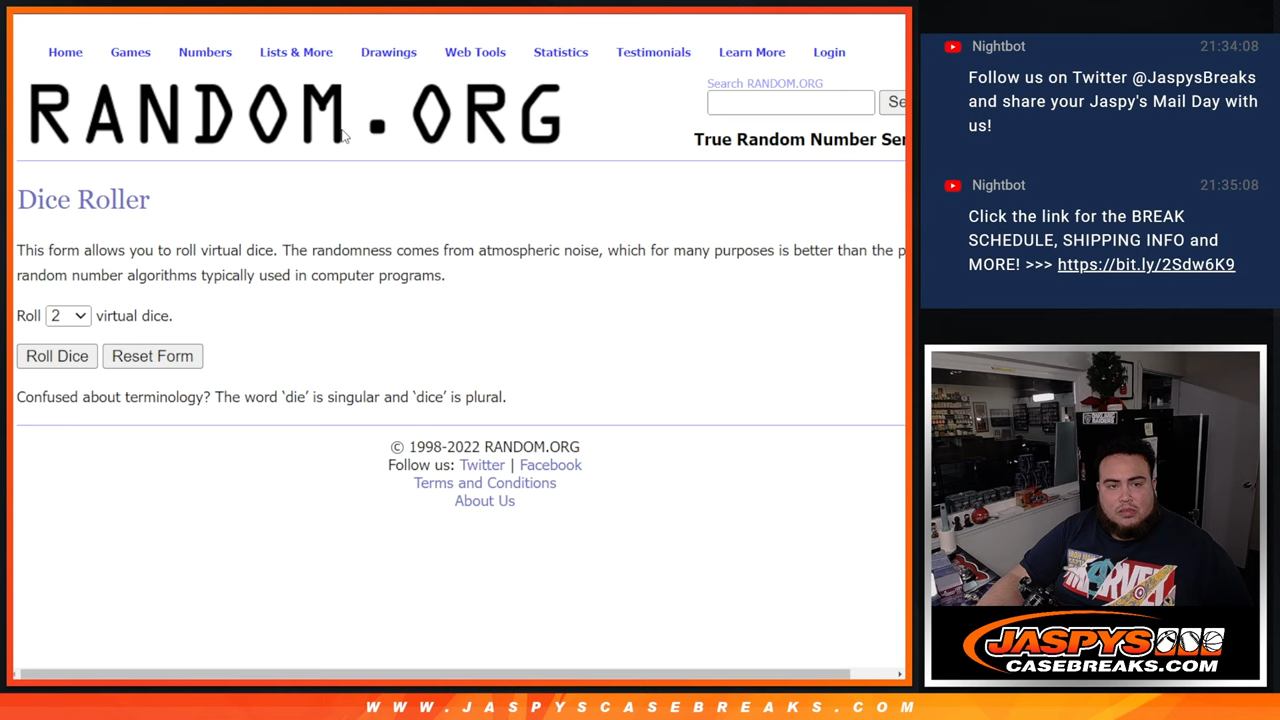 Home Games Numbers Lists & More Drawings Web Tools Statistics Testimonials Learn More Login
RANDOM.ORG
Search RANDOM.ORG
Se
True Random Number Ser
Dice Roller
This form allows you to roll virtual dice. The randomness comes from atmospheric noise, which for many purposes is better than the p
random number algorithms typically used in computer programs.
Roll 2 virtual dice.
Roll Dice Reset Form
Confused about terminology? The word ‘die’ is singular and ‘dice’ is plural.
© 1998-2022 RANDOM.ORG
Follow us: Twitter | Facebook
Terms and Conditions
About Us
Nightbot 21:34:08
Follow us on Twitter @JaspysBreaks
and share your Jaspy's Mail Day with
us!
Nightbot 21:35:08
Click the link for the BREAK
SCHEDULE, SHIPPING INFO and
MORE! >>> https://bit.ly/2Sdw6K9
MARVEL
JASPYS
CASEBREAKS.COM
WWW.JASPYSCASEBREAKS.COM